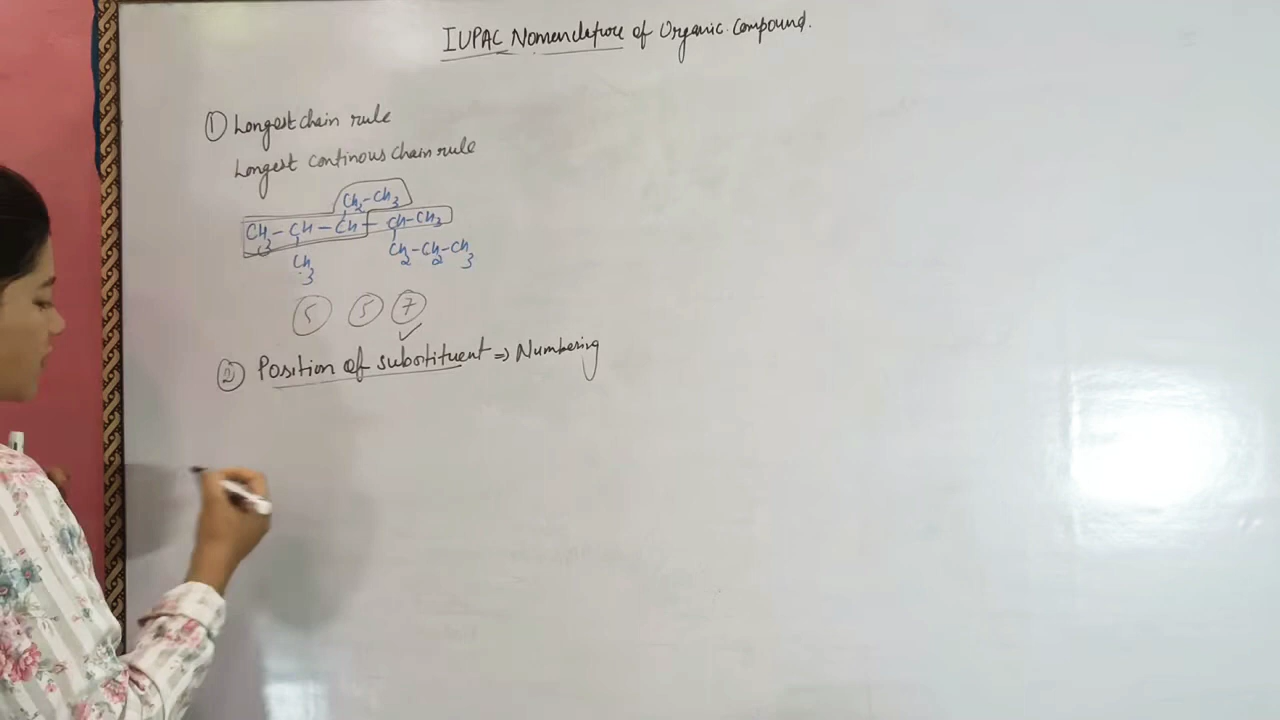 IUPAC Nomenclature of Organic Compound.
① Longest chain rule
Longest continous chain rule
CH2-CH3
CH3-CH-CH-CH-CH3
CH3 CH2-CH2-CH3
5 5 7 ✓
② Position of substituent ⇒ Numbering